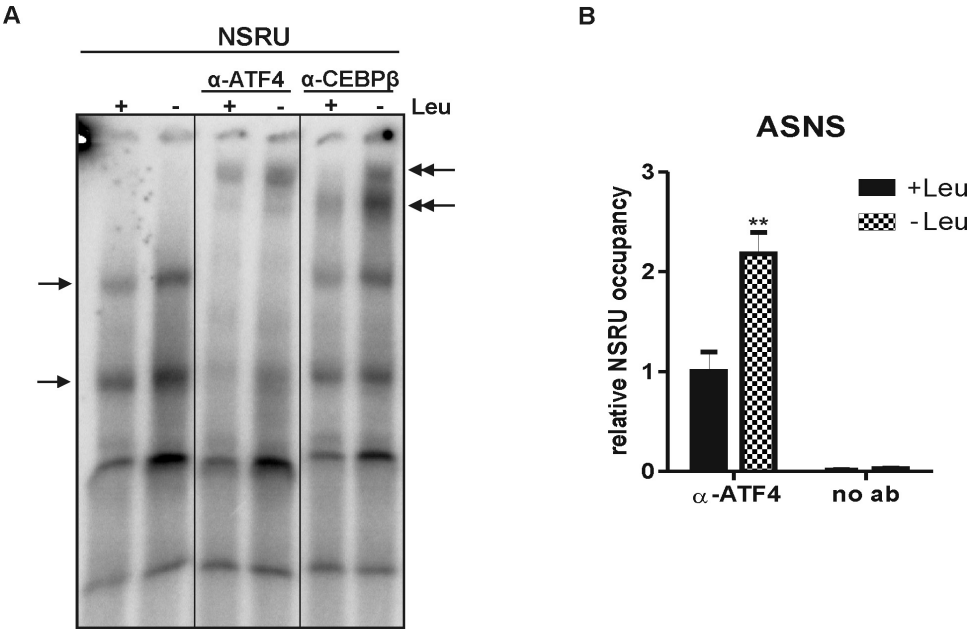 A
NSRU
α-ATF4 α-CEBPβ
+ - + - + - Leu
B
ASNS
+Leu
-Leu
3
2
1
0
relative NSRU occupancy
**
α-ATF4 no ab